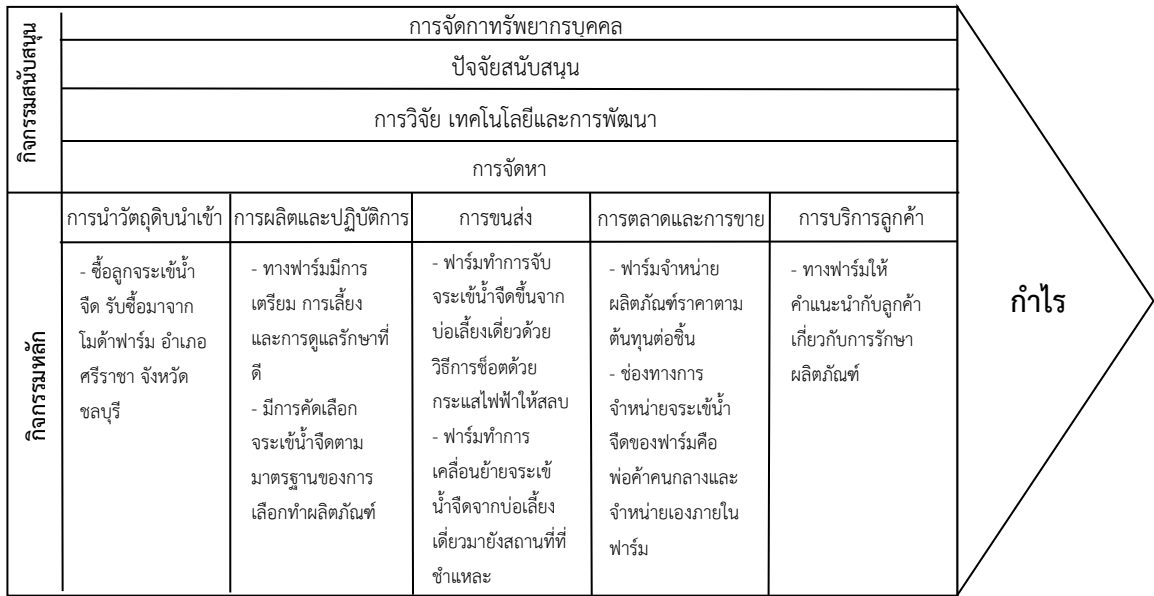 กิจกรรมสนับสนุน
การจัดกาทรัพยากรบุคคล
ปัจจัยสนับสนุน
การวิจัย เทคโนโลยีและการพัฒนา
การจัดหา
กิจกรรมหลัก
การนำวัตถุดิบนำเข้า
- ซื้อลูกจระเข้น้ำ
จืด รับซื้อมาจาก
โมด้าฟาร์ม อำเภอ
ศรีราชา จังหวัด
ชลบุรี
การผลิตและปฏิบัติการ
- ทางฟาร์มมีการ
เตรียม การเลี้ยง
และการดูแลรักษาที่
ดี
- มีการคัดเลือก
จระเข้น้ำจืดตาม
มาตรฐานของการ
เลือกทำผลิตภัณฑ์
การขนส่ง
- ฟาร์มทำการจับ
จระเข้น้ำจืดขึ้นจาก
บ่อเลี้ยงเดี่ยวด้วย
วิธีการช็อตด้วย
กระแสไฟฟ้าให้สลบ
- ฟาร์มทำการ
เคลื่อนย้ายจระเข้
น้ำจืดจากบ่อเลี้ยง
เดี่ยวมายังสถานที่ที่
ชำแหละ
การตลาดและการขาย
- ฟาร์มจำหน่าย
ผลิตภัณฑ์ราคาตาม
ต้นทุนต่อชิ้น
- ช่องทางการ
จำหน่ายจระเข้น้ำ
จืดของฟาร์มคือ
พ่อค้าคนกลางและ
จำหน่ายเองภายใน
ฟาร์ม
การบริการลูกค้า
- ทางฟาร์มให้
คำแนะนำกับลูกค้า
เกี่ยวกับการรักษา
ผลิตภัณฑ์
กำไร